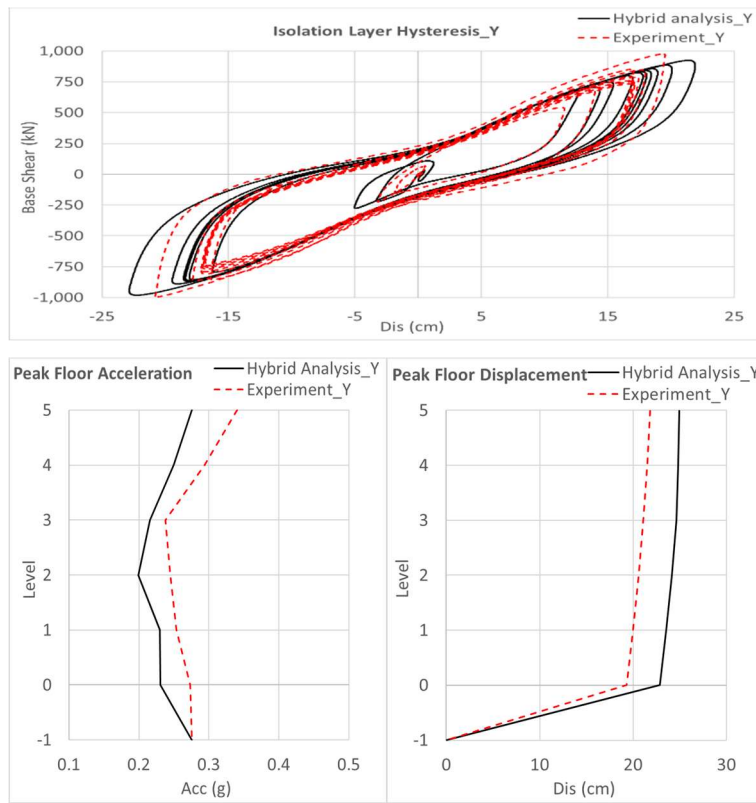 Isolation Layer Hysteresis_Y
Hybrid analysis_Y
Experiment_Y
Base Shear (kN)
1,000
750
500
250
0
-250
-500
-750
-1,000
-25
-15
-5
5
15
25
Dis (cm)
Peak Floor Acceleration
Hybrid Analysis_Y
Experiment_Y
Level
5
4
3
2
1
0
-1
0.1
0.2
0.3
0.4
0.5
Acc (g)
Peak Floor Displacement
Hybrid Analysis_Y
Experiment_Y
Level
5
4
3
2
1
0
-1
0
10
20
30
Dis (cm)